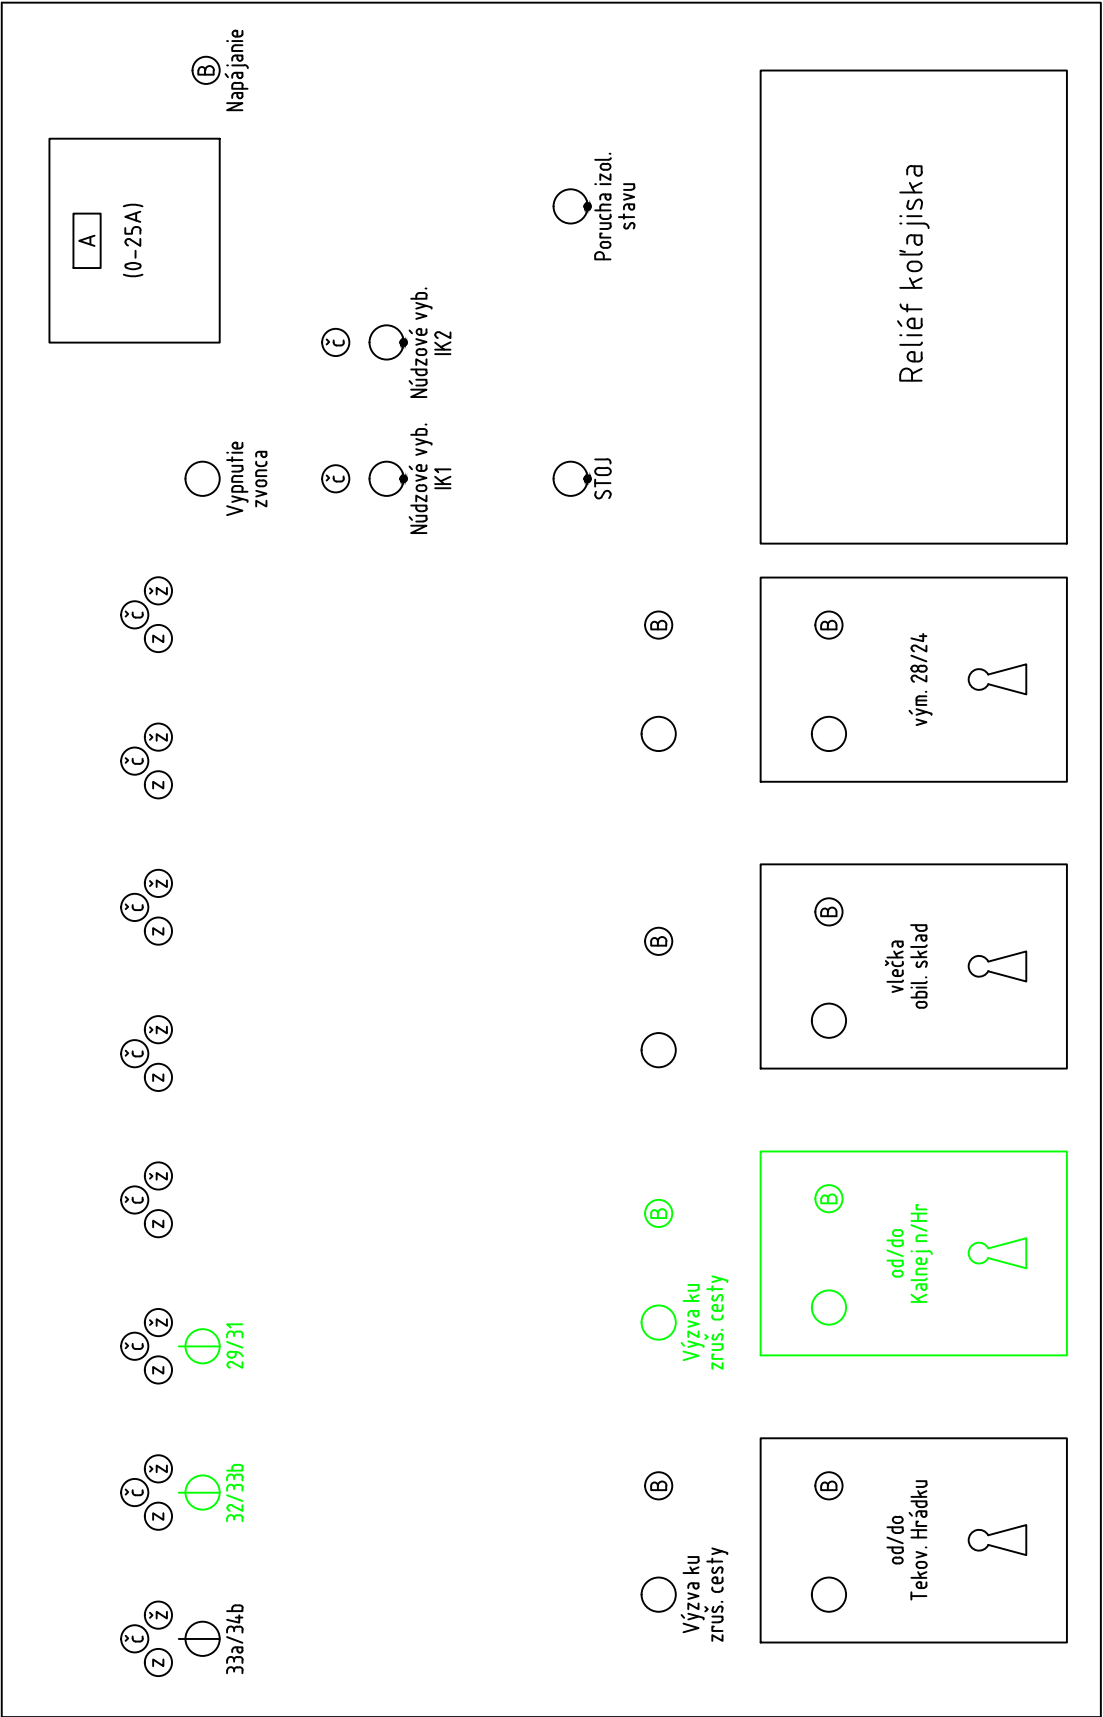 A
(0-25A)
Č
Z Ž
Č
Z Ž
Č
Z Ž
Č
Z Ž
Č
Z Ž
Č
Z Ž
Č
Z Ž
Č
Z Ž
33a/34b
32/33b
29/31
Vypnutie
zvonca
B
Napájanie
Č
Núdzové vyb.
IK1
Č
Núdzové vyb.
IK2
STOJ
Porucha izol.
stavu
B
Výzva ku
zruš. cesty
B
Výzva ku
zruš. cesty
B
B
B
od/do
Tekov. Hrádku
B
od/do
Kalnej n/Hr
B
vlečka
obil. sklad
B
vým. 28/24
Reliéf koľajiska